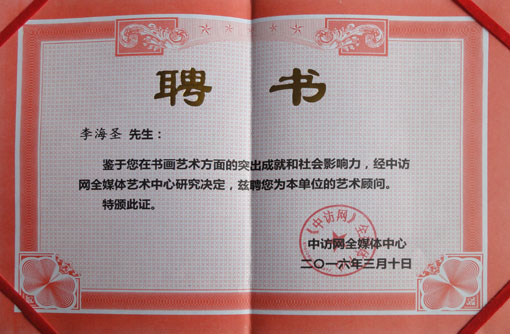 聘 书
李海圣 先生：
鉴于您在书画艺术方面的突出成就和社会影响力，经中访
网全媒体艺术中心研究决定，兹聘您为本单位的艺术顾问。
特颁此证。
《中访网》
中访网全媒体中心
二〇一六年三月十日